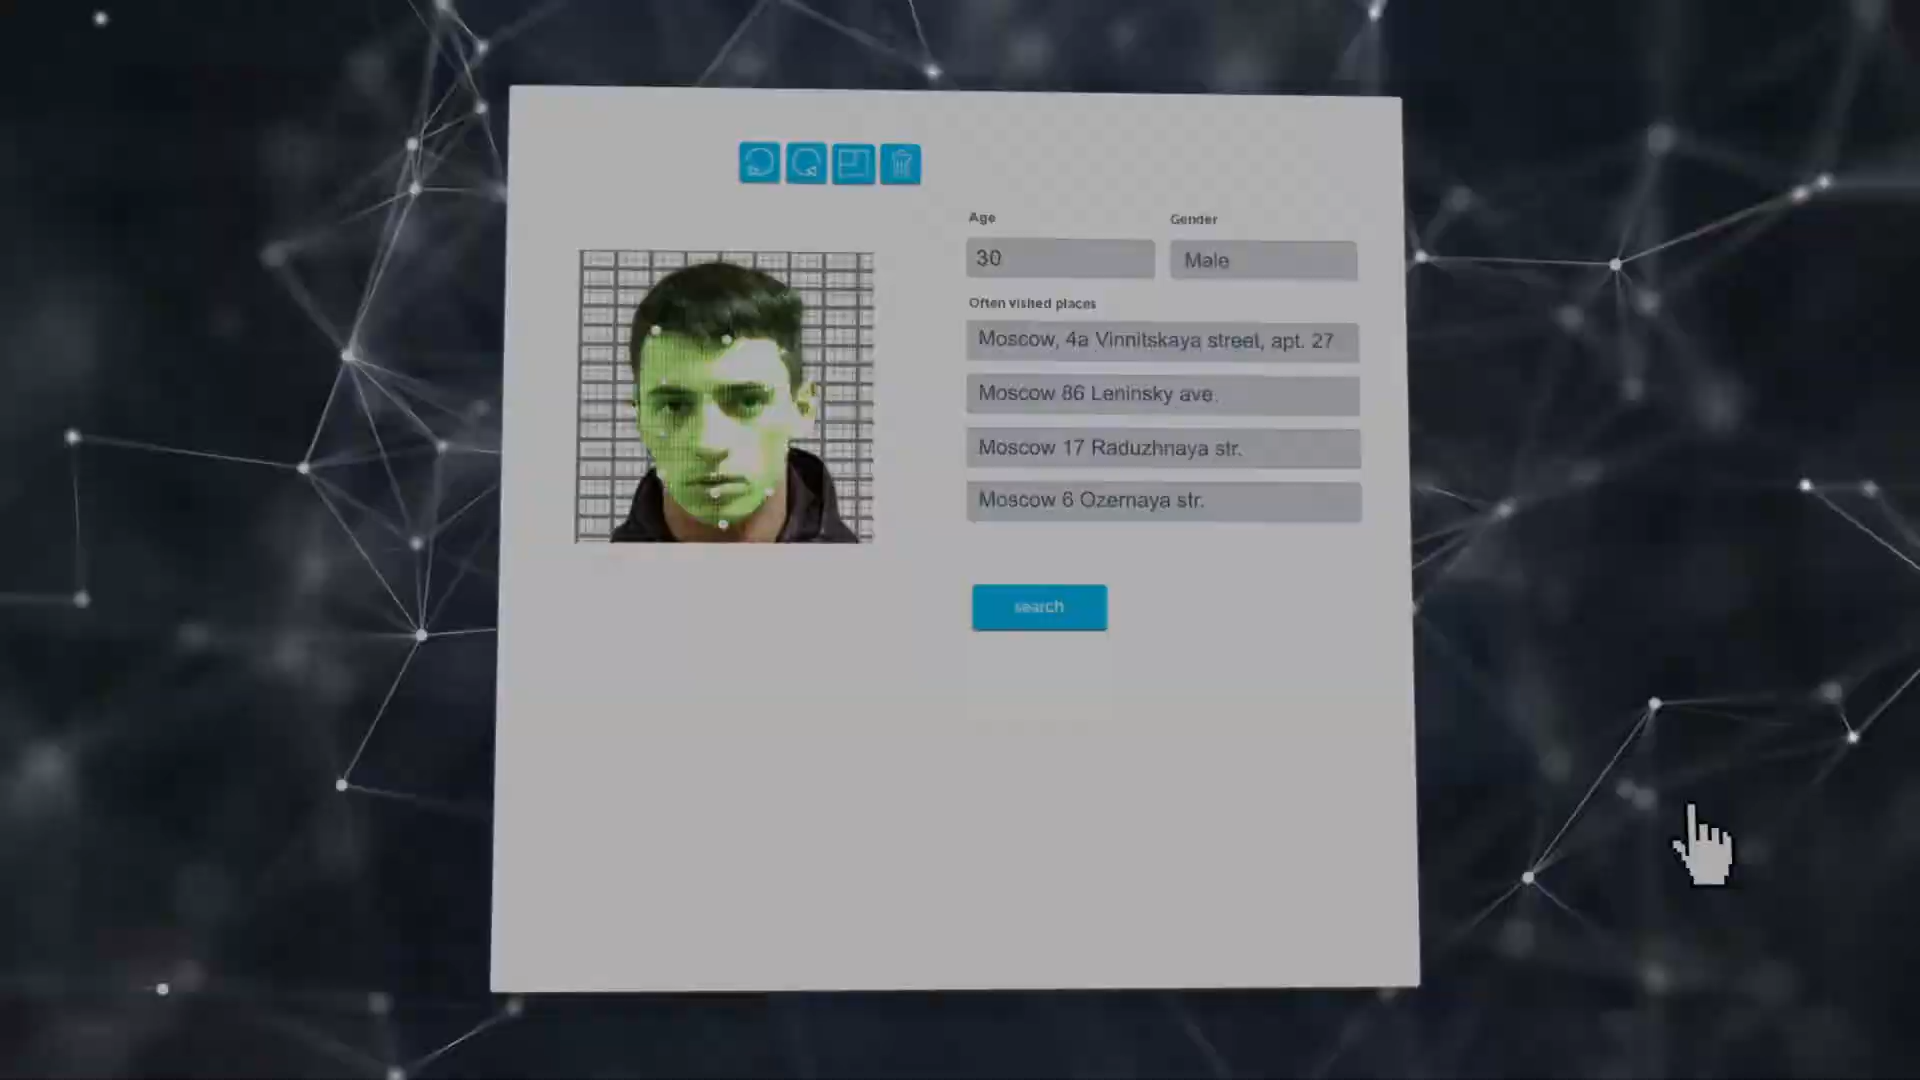 Age
Gender
30
Male
Often visited places
Moscow, 4a Vinnitskaya street, apt. 27
Moscow 86 Leninsky ave.
Moscow 17 Raduzhnaya str.
Moscow 6 Ozernaya str.
search